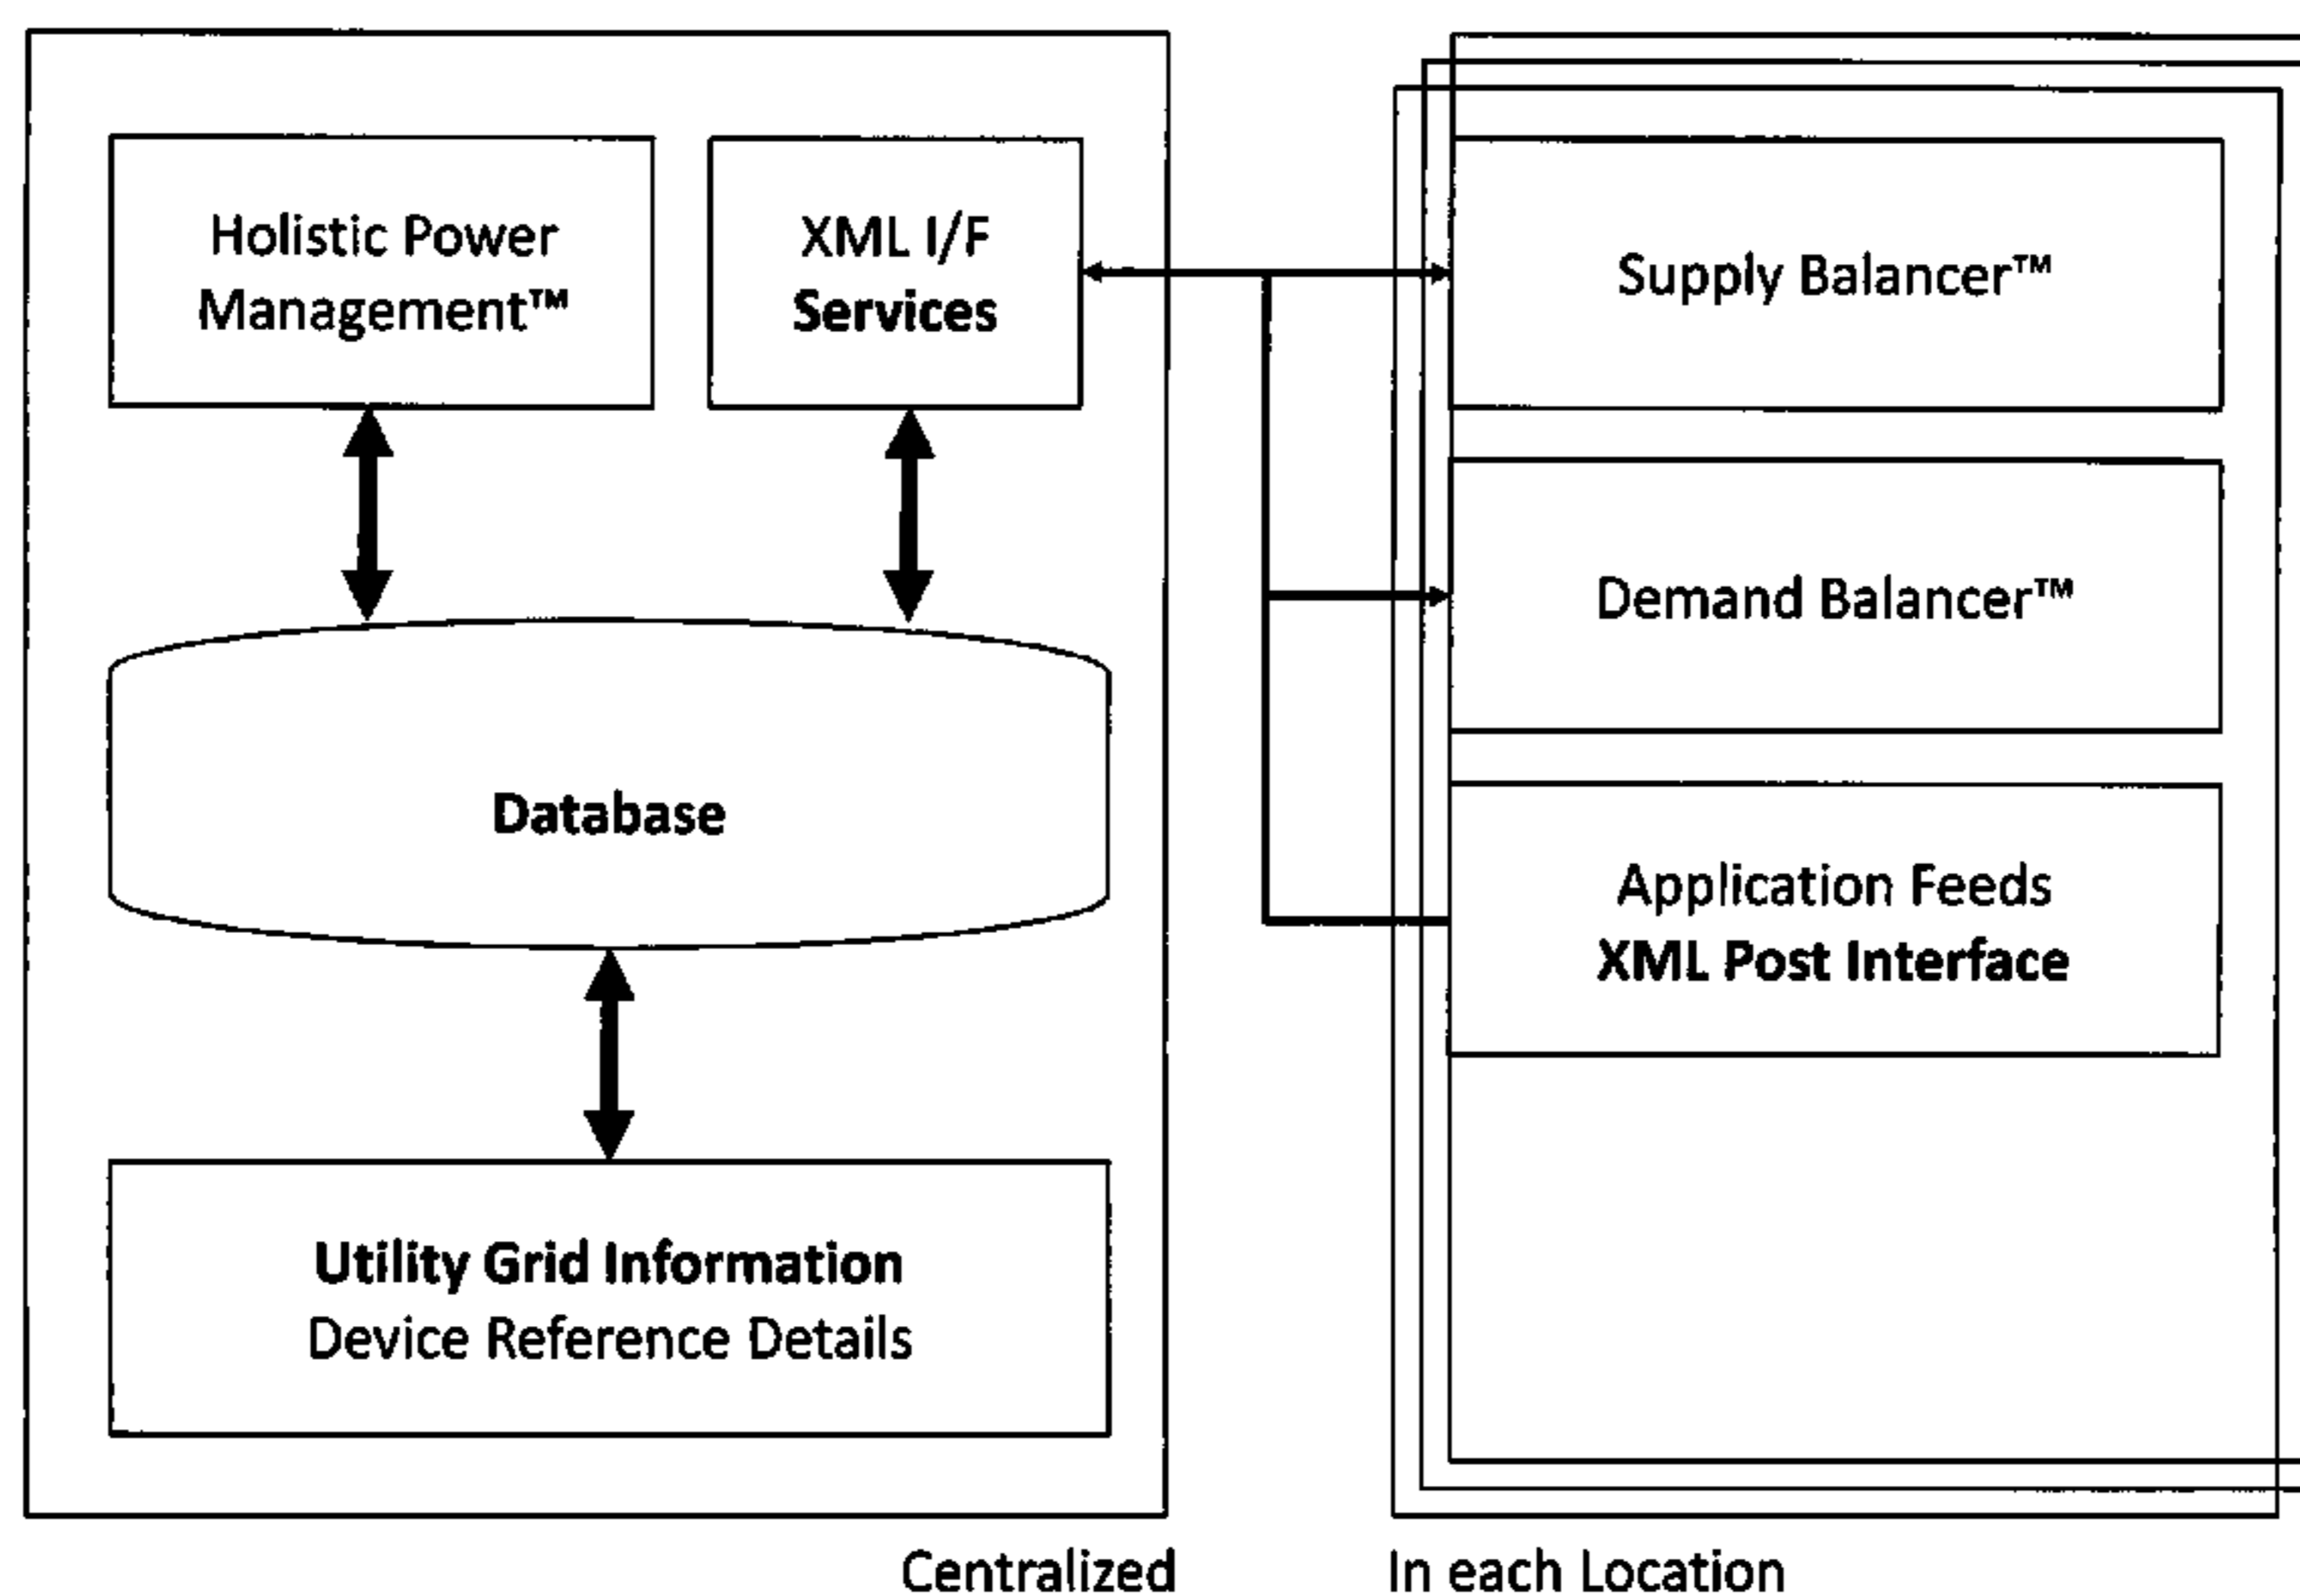 Holistic Power
Management™
XML I/F
Services
Database
Utility Grid Information
Device Reference Details
Centralized
Supply Balancer™
Demand Balancer™
Application Feeds
XML Post Interface
In each Location